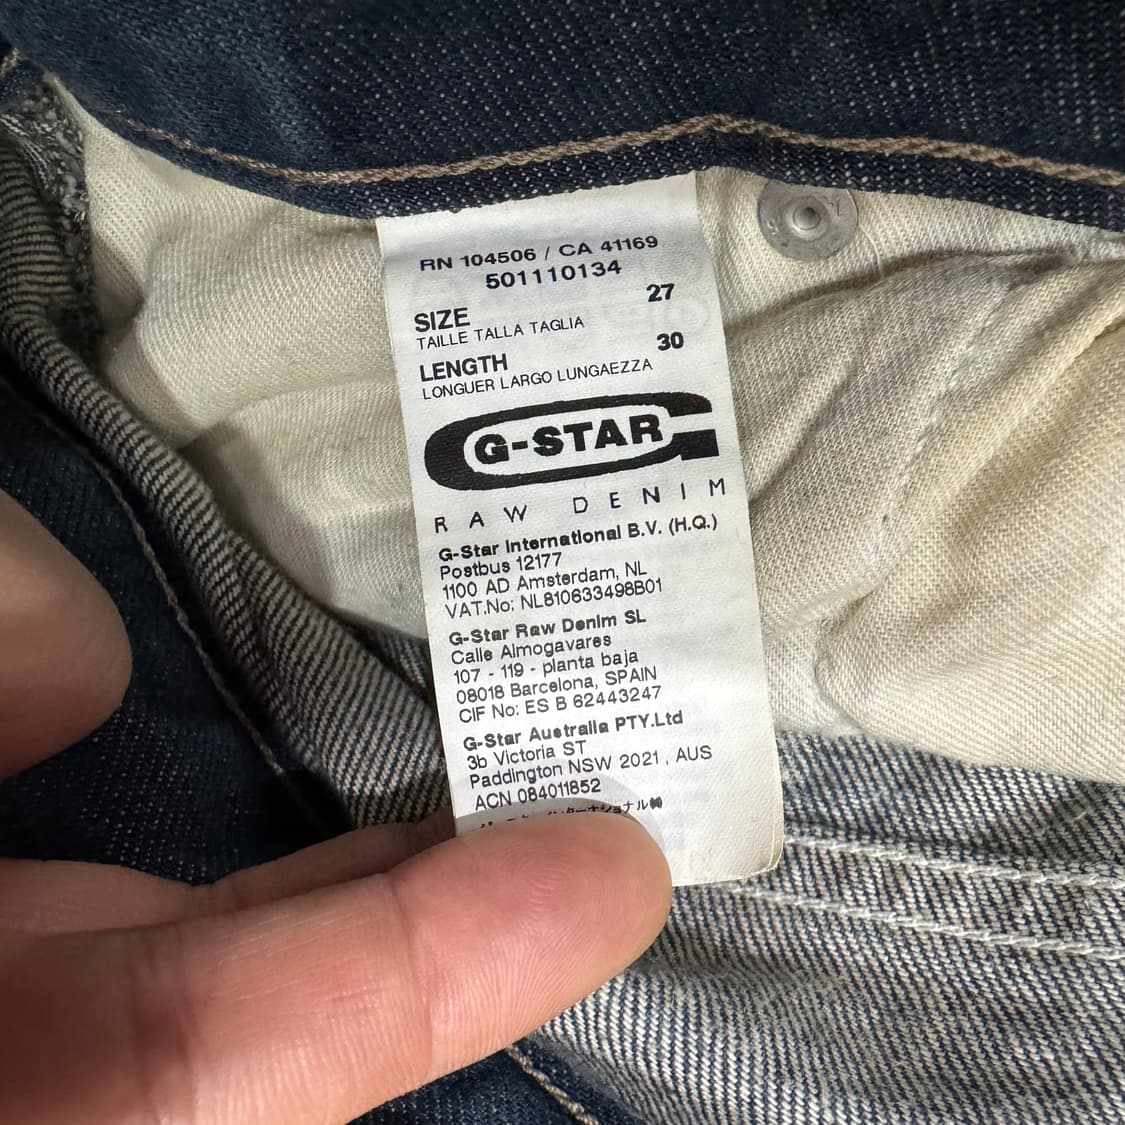 RN 104506 / CA 41169
501110134
27
SIZE
TAILLE TALLA TAGLIA
30
LENGTH
LONGUER LARGO LUNGAEZZA
G-STAR
RAW DENIM
G-Star International B.V. (H.Q.)
Postbus 12177
1100 AD Amsterdam, NL
VAT.No: NL810633498B01
G-Star Raw Denim SL
Calle Almogavares
107 - 119 - planta baja
08018 Barcelona, SPAIN
CIF No: ES B 62443247
G-Star Australia PTY.Ltd
3b Victoria ST
Paddington NSW 2021, AUS
ACN 084011852